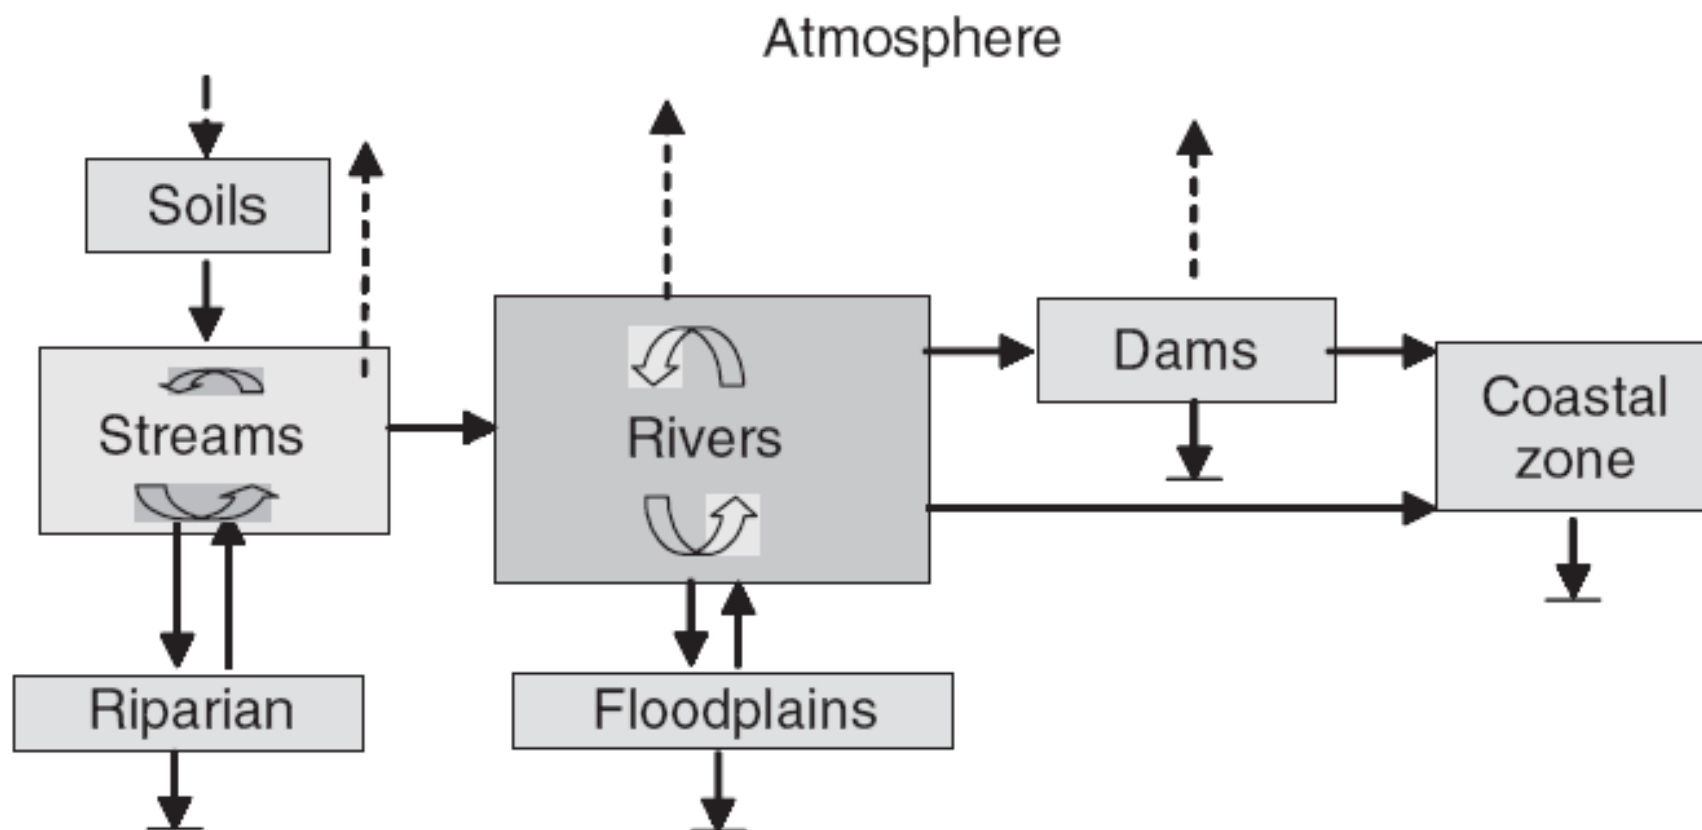 Atmosphere
Soils
Streams
Rivers
Dams
Coastal
zone
Riparian
Floodplains